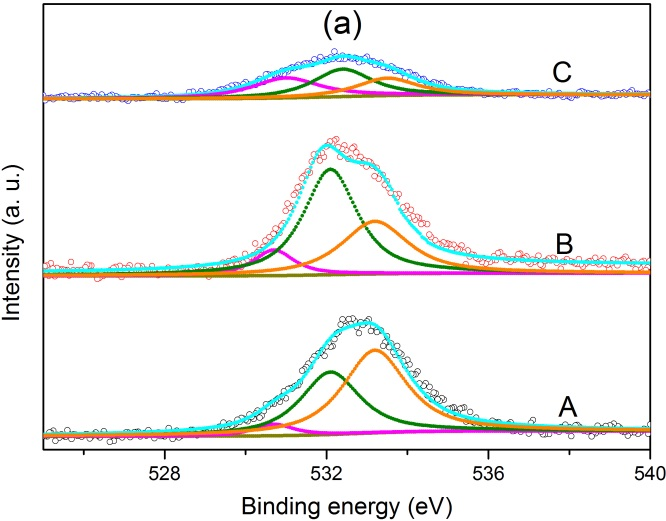 (a)
C
B
A
Intensity (a. u.)
528 532 536 540
Binding energy (eV)